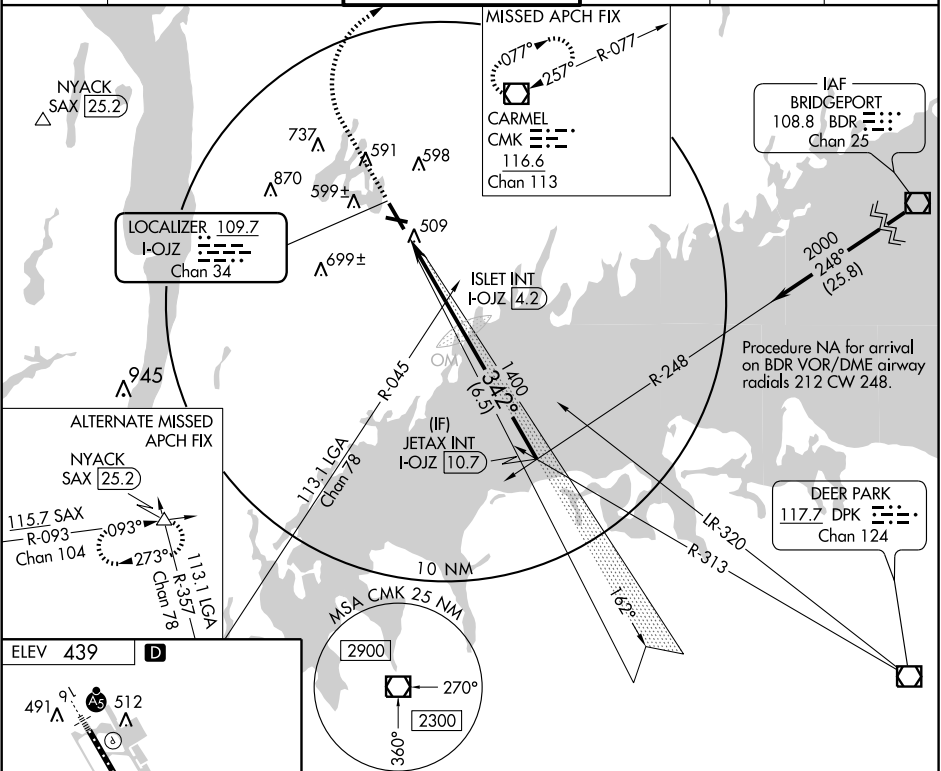 MISSED APCH FIX
077°
R-077
257°
CARMEL
CMK
116.6
Chan 113
NYACK
SAX 25.2
IAF
BRIDGEPORT
108.8 BDR
Chan 25
737
591
598
870
599±
509
699±
LOCALIZER 109.7
I-OJZ
Chan 34
ISLET INT
I-OJZ 4.2
2000
248°
(25.8)
OM
R-045
1400
342°
(6.5)
R-248
Procedure NA for arrival
on BDR VOR/DME airway
radials 212 CW 248.
945
(IF)
JETAX INT
I-OJZ 10.7
113.1 LGA
Chan 78
ALTERNATE MISSED
APCH FIX
NYACK
SAX 25.2
115.7 SAX
R-093
Chan 104
093°
273°
113.1 LGA
R-357
Chan 78
DEER PARK
117.7 DPK
Chan 124
LR-320
R-313
10 NM
162°
MSA CMK 25 NM
2900
270°
2300
360°
ELEV 439
D
491
16
A5
512